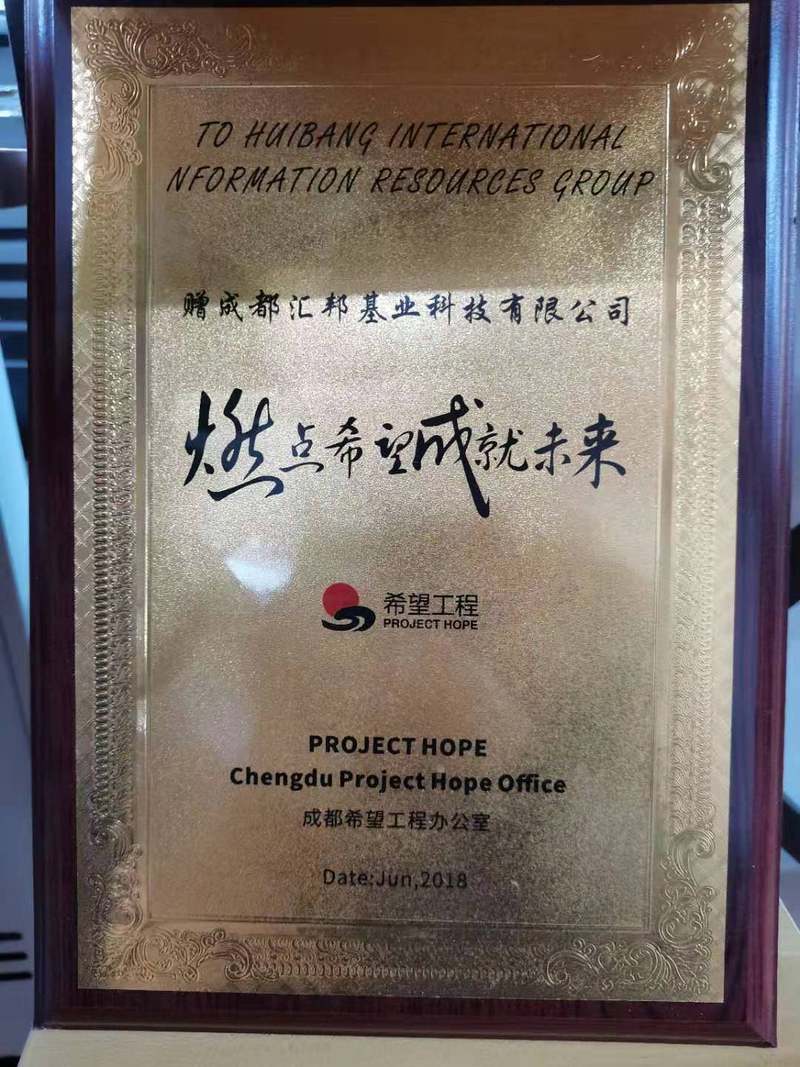 TO HUIBANG INTERNATIONAL
NFORMATION RESOURCES GROUP
赠成都汇邦基业科技有限公司
燃点希望成就未来
希望工程
PROJECT HOPE
PROJECT HOPE
Chengdu Project Hope Office
成都希望工程办公室
Date:Jun,2018